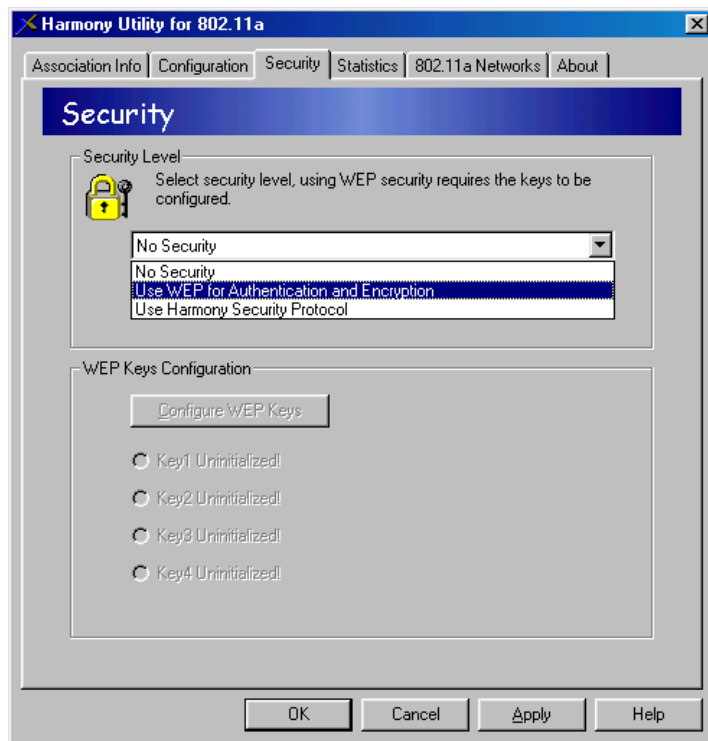 Harmony Utility for 802.11a
Association Info Configuration Security Statistics 802.11a Networks About
Security
Security Level
Select security level, using WEP security requires the keys to be
configured.
No Security
No Security
Use WEP for Authentication and Encryption
Use Harmony Security Protocol
WEP Keys Configuration
Configure WEP Keys
Key1 Uninitialized!
Key2 Uninitialized!
Key3 Uninitialized!
Key4 Uninitialized!
OK Cancel Apply Help